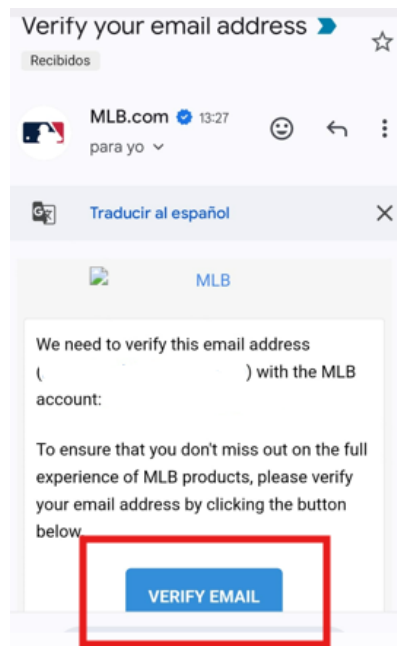 Verify your email address
Recibidos
MLB.com 13:27
para yo
Traducir al español
MLB
We need to verify this email address
( ) with the MLB
account:
To ensure that you don't miss out on the full
experience of MLB products, please verify
your email address by clicking the button
below
VERIFY EMAIL